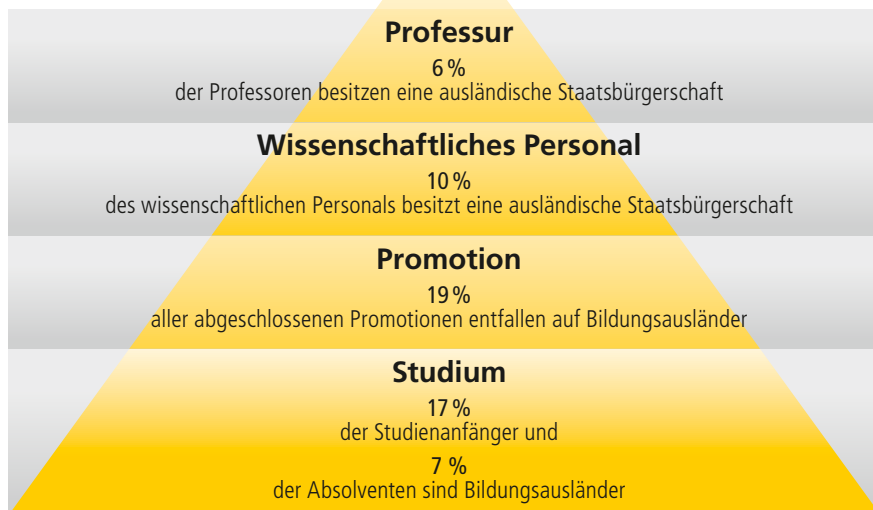 Professur
6 %
der Professoren besitzen eine ausländische Staatsbürgerschaft
Wissenschaftliches Personal
10 %
des wissenschaftlichen Personals besitzt eine ausländische Staatsbürgerschaft
Promotion
19 %
aller abgeschlossenen Promotionen entfallen auf Bildungsausländer
Studium
17 %
der Studienanfänger und
7 %
der Absolventen sind Bildungsausländer